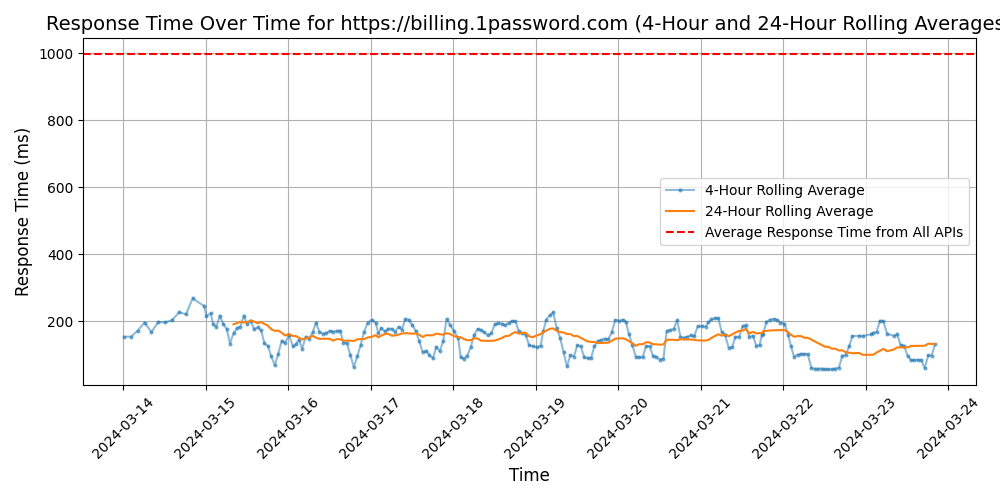 Response Time Over Time for https://billing.1password.com (4-Hour and 24-Hour Rolling Averages
1000
800
600
400
200
Response Time (ms)
4-Hour Rolling Average
24-Hour Rolling Average
Average Response Time from All APIs
2024-03-14
2024-03-15
2024-03-16
2024-03-17
2024-03-18
2024-03-19
2024-03-20
2024-03-21
2024-03-22
2024-03-23
2024-03-24
Time